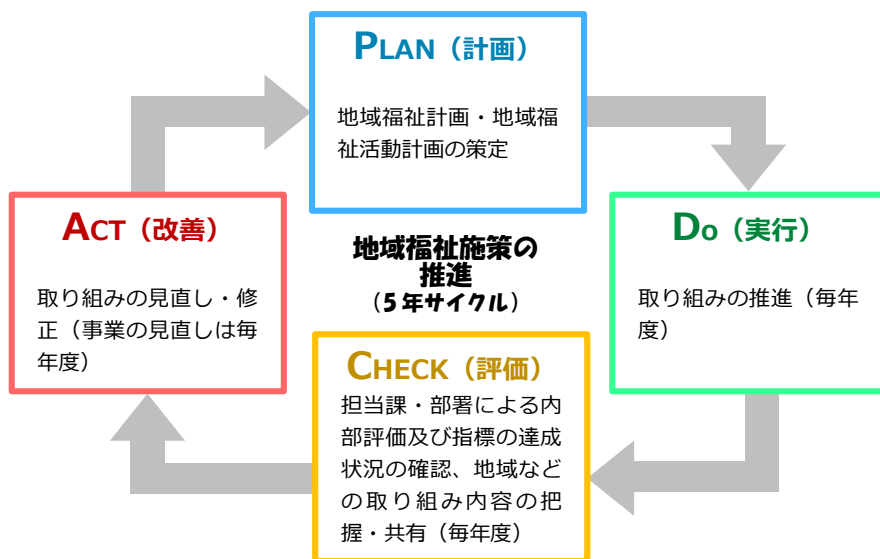 PLAN（計画）
地域福祉計画・地域福
祉活動計画の策定
ACT（改善）
取り組みの見直し・修
正（事業の見直しは毎
年度）
地域福祉施策の
推進
（５年サイクル）
Do（実行）
取り組みの推進（毎年
度）
CHECK（評価）
担当課・部署による内
部評価及び指標の達成
状況の確認、地域など
の取り組み内容の把
握・共有（毎年度）